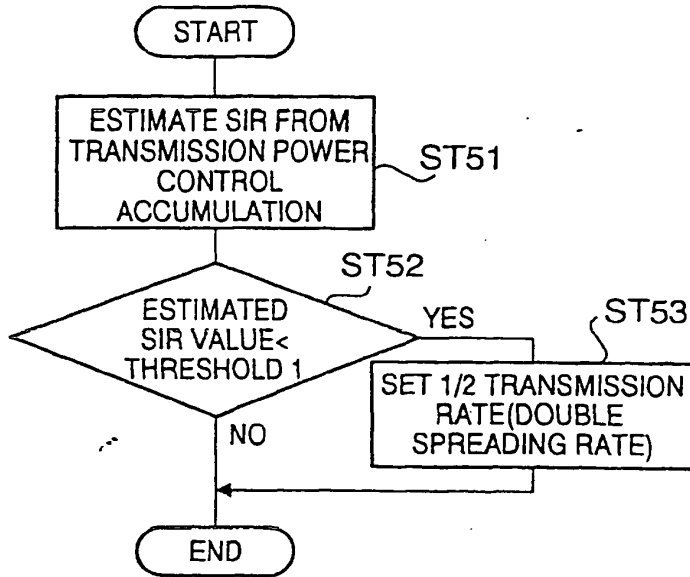 START
ESTIMATE SIR FROM
TRANSMISSION POWER
CONTROL
ACCUMULATION
ST51
ST52
ESTIMATED
SIR VALUE<
THRESHOLD 1
YES
ST53
SET 1/2 TRANSMISSION
RATE(DOUBLE
SPREADING RATE)
NO
END